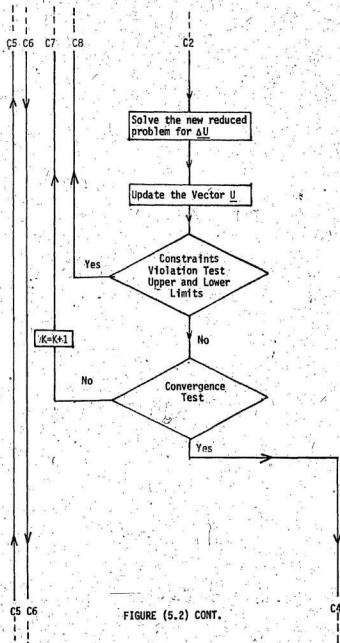 C5 C6 C7 C8 C2
Solve the new reduced
problem for ΔU
Update the Vector U
Constraints
Violation Test
Upper and Lower
Limits
Yes
No
K=K+1
No
Convergence
Test
Yes
C5 C6
C4
FIGURE (5.2) CONT.